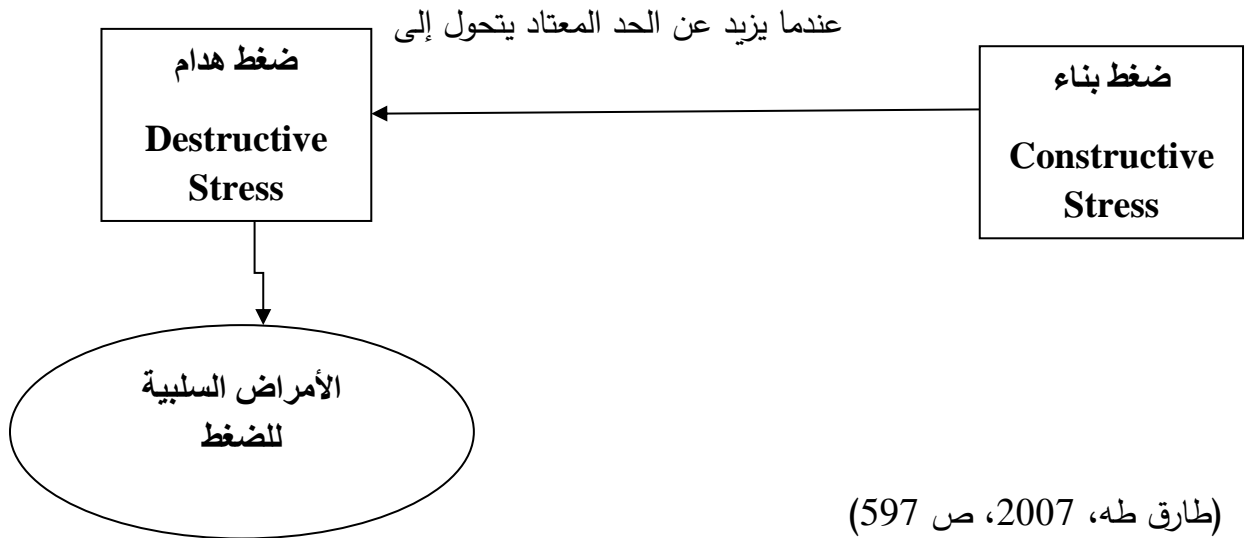 عندما يزيد عن الحد المعتاد يتحول إلى
ضغط بناء
Constructive
Stress
ضغط هدام
Destructive
Stress
الأمراض السلبية
للضغط
(طارق طه، 2007، ص 597)